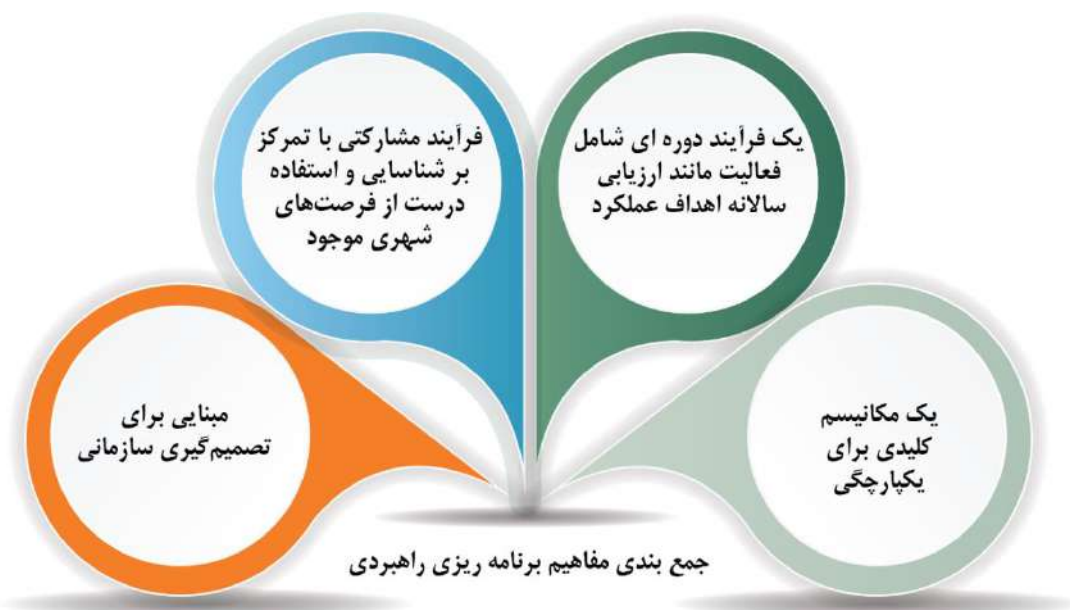 یک فرآیند دوره ای شامل
فعالیت مانند ارزیابی
سالانه اهداف عملکرد
فرآیند مشارکتی با تمرکز
بر شناسایی و استفاده
درست از فرصت‌های
شهری موجود
یک مکانیسم
کلیدی برای
یکپارچگی
مبنایی برای
تصمیم‌گیری سازمانی
جمع بندی مفاهیم برنامه ریزی راهبردی